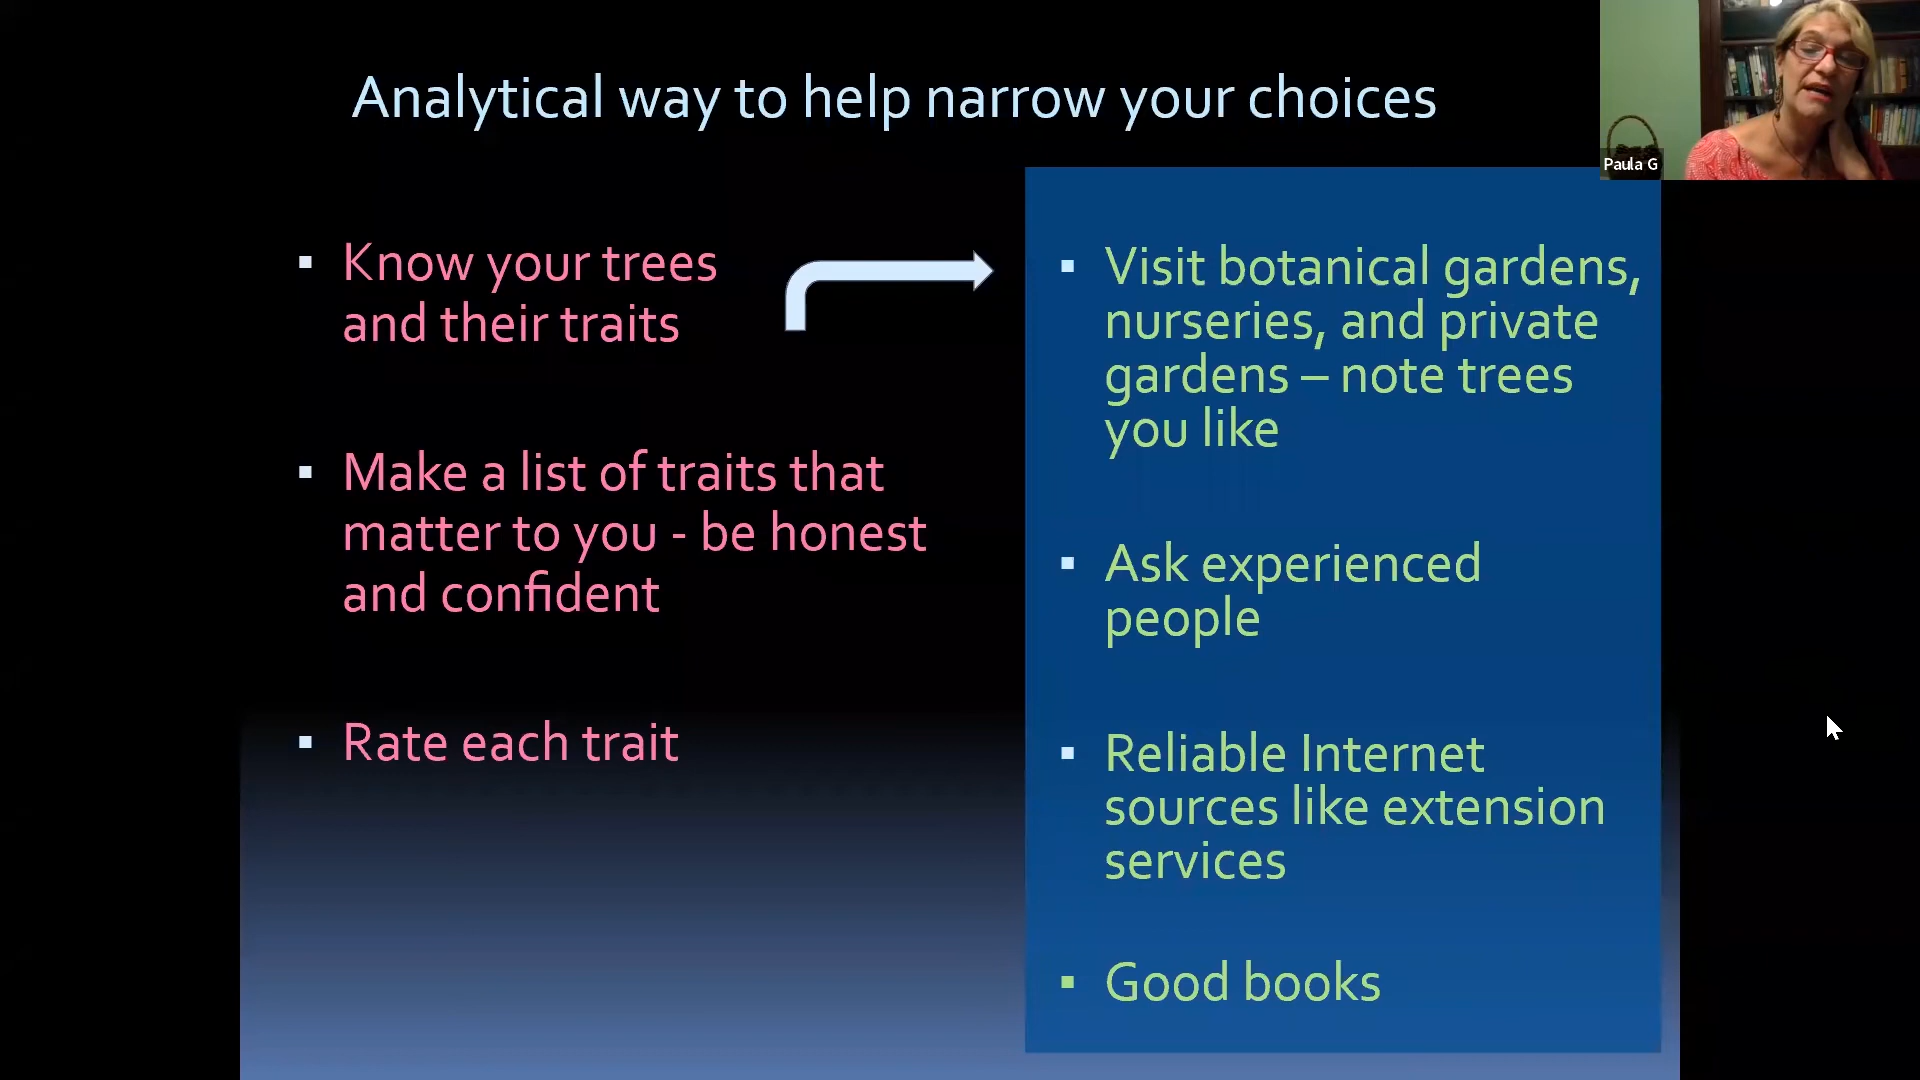 Analytical way to help narrow your choices
Paula G
▪ Know your trees
and their traits
▪ Make a list of traits that
matter to you - be honest
and confident
▪ Rate each trait
▪ Visit botanical gardens,
nurseries, and private
gardens – note trees
you like
▪ Ask experienced
people
▪ Reliable Internet
sources like extension
services
▪ Good books